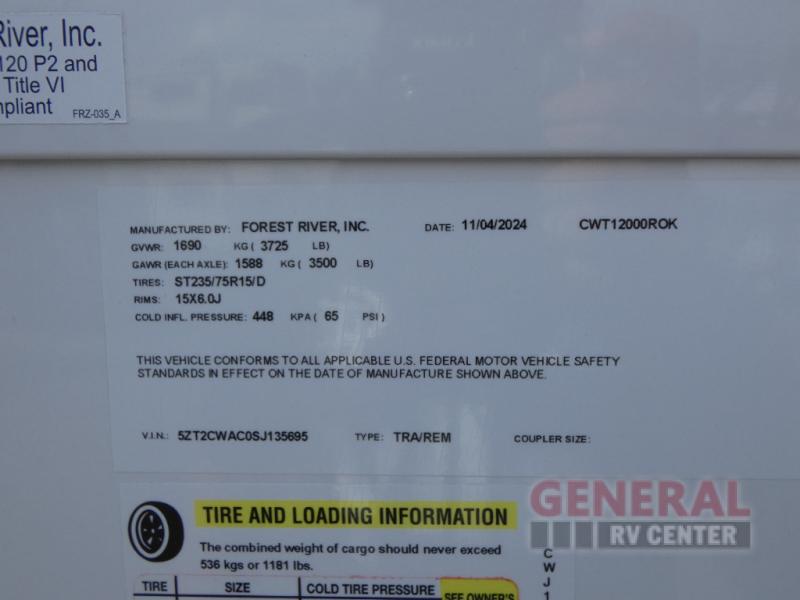 River, Inc.
120 P2 and
Title VI
mpliant
FRZ-035_A
MANUFACTURED BY: FOREST RIVER, INC. DATE: 11/04/2024 CWT12000ROK
GVWR: 1690 KG ( 3725 LB)
GAWR (EACH AXLE): 1588 KG ( 3500 LB)
TIRES: ST235/75R15/D
RIMS: 15X6.0J
COLD INFL. PRESSURE: 448 KPA ( 65 PSI )
THIS VEHICLE CONFORMS TO ALL APPLICABLE U.S. FEDERAL MOTOR VEHICLE SAFETY
STANDARDS IN EFFECT ON THE DATE OF MANUFACTURE SHOWN ABOVE.
V.I.N.: 5ZT2CWAC0SJ135695 TYPE: TRA/REM COUPLER SIZE:
TIRE AND LOADING INFORMATION
The combined weight of cargo should never exceed
536 kgs or 1181 lbs.
TIRE SIZE COLD TIRE PRESSURE SEE OWNER'S
C
W
J
1
GENERAL
RV CENTER